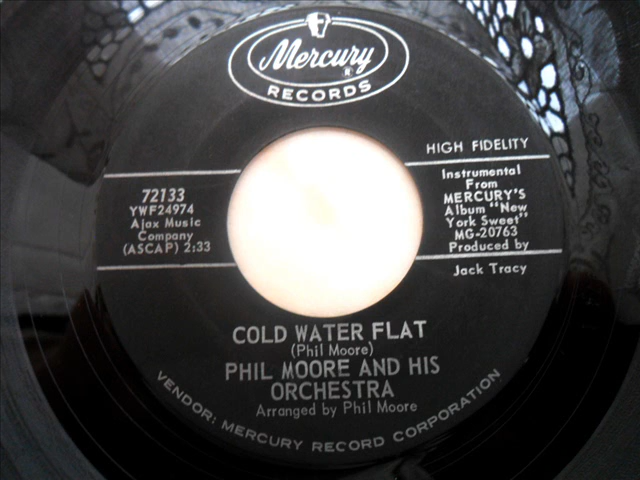 Mercury
®
RECORDS
HIGH FIDELITY
72133
YWF24974
Ajax Music
Company
(ASCAP) 2:33
Instrumental
From
MERCURY'S
Album "New
York Sweet"
MG-20763
Produced by
Jack Tracy
COLD WATER FLAT
(Phil Moore)
PHIL MOORE AND HIS
ORCHESTRA
Arranged by Phil Moore
VENDOR: MERCURY RECORD CORPORATION